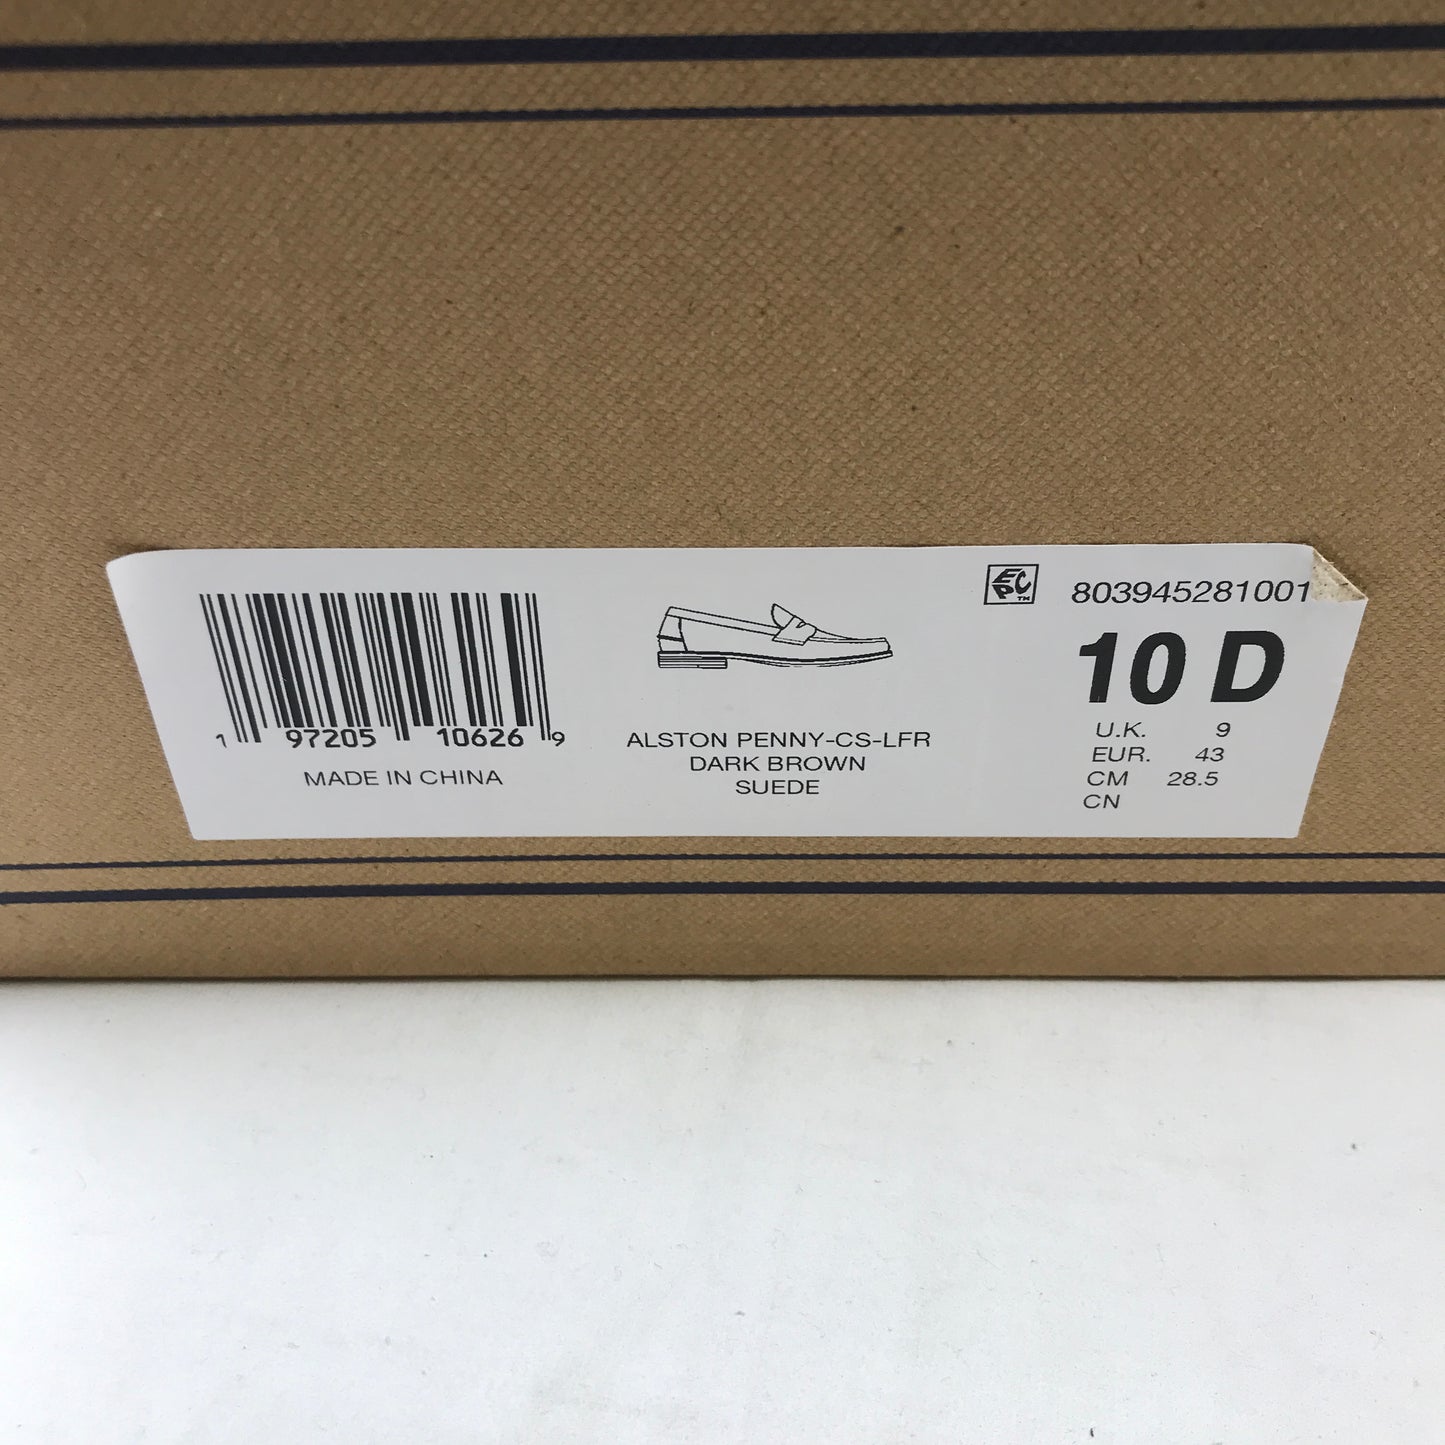 EPC™ 803945281001
10 D
U.K. 9
EUR. 43
CM 28.5
CN
1 97205 10626 9
MADE IN CHINA
ALSTON PENNY-CS-LFR
DARK BROWN
SUEDE